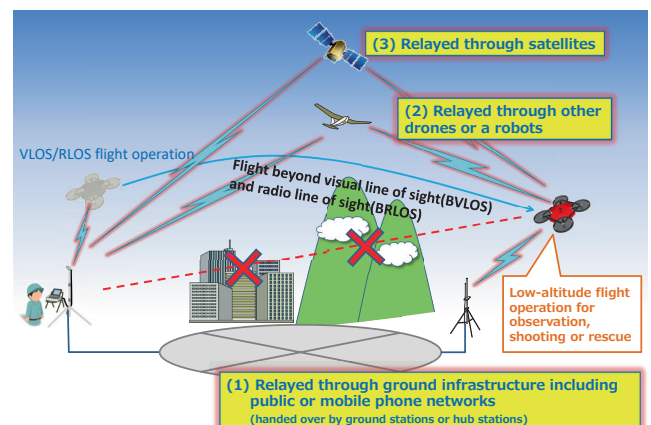 (3) Relayed through satellites
(2) Relayed through other
drones or a robots
VLOS/RLOS flight operation
Flight beyond visual line of sight(BVLOS)
and radio line of sight(BRLOS)
Low-altitude flight
operation for
observation,
shooting or rescue
(1) Relayed through ground infrastructure including
public or mobile phone networks
(handed over by ground stations or hub stations)